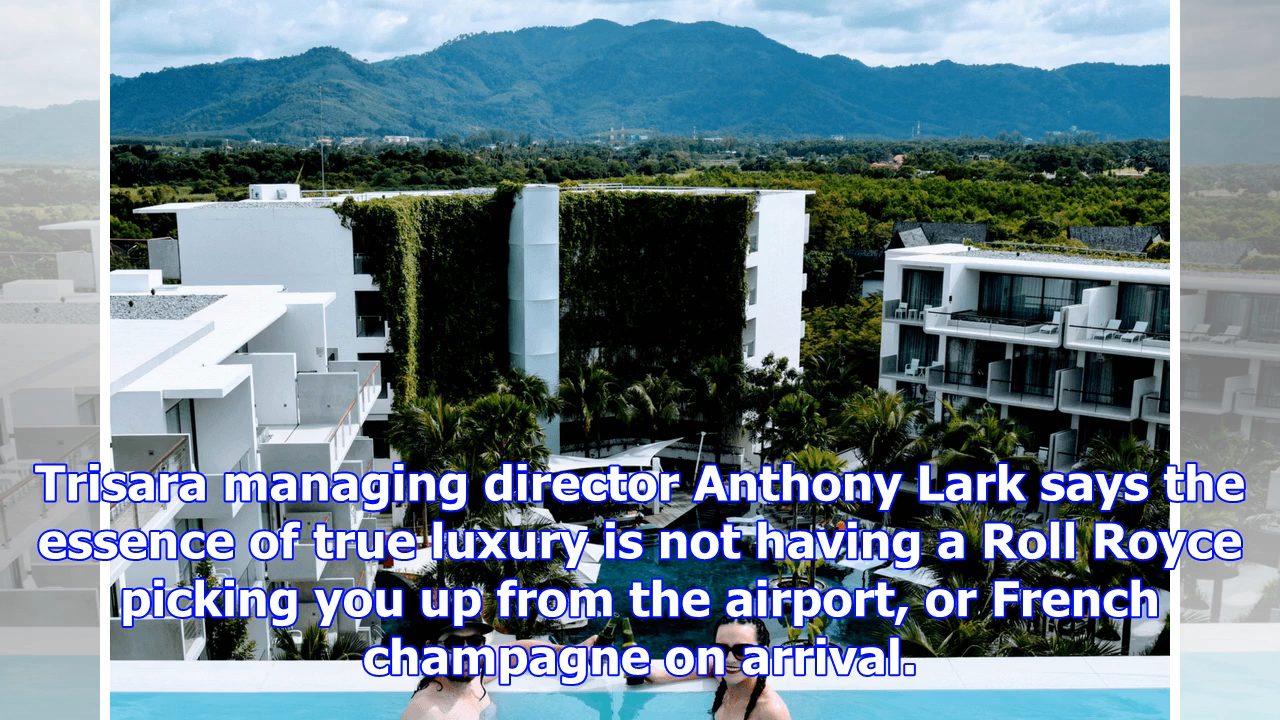 Trisara managing director Anthony Lark says the
essence of true luxury is not having a Roll Royce
picking you up from the airport, or French
champagne on arrival.